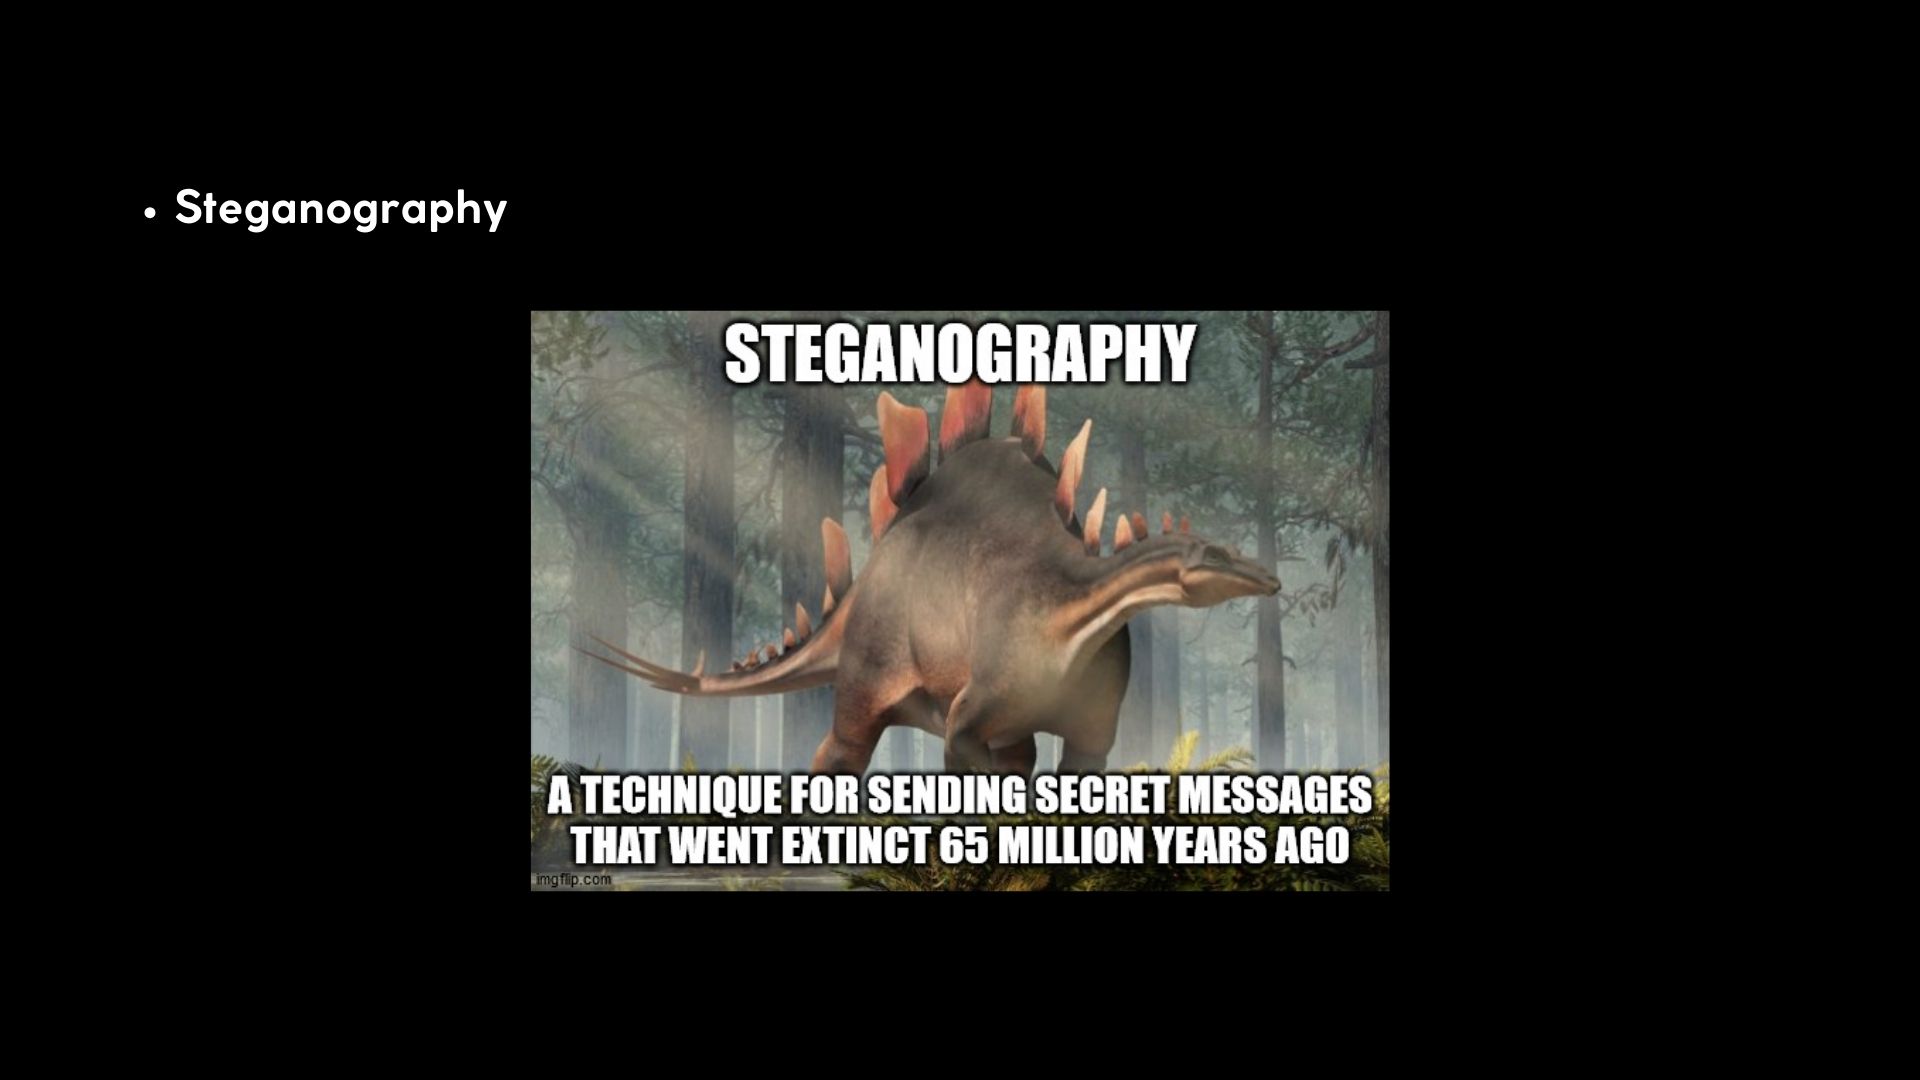 • Steganography
STEGANOGRAPHY
A TECHNIQUE FOR SENDING SECRET MESSAGES
THAT WENT EXTINCT 65 MILLION YEARS AGO
imgflip.com